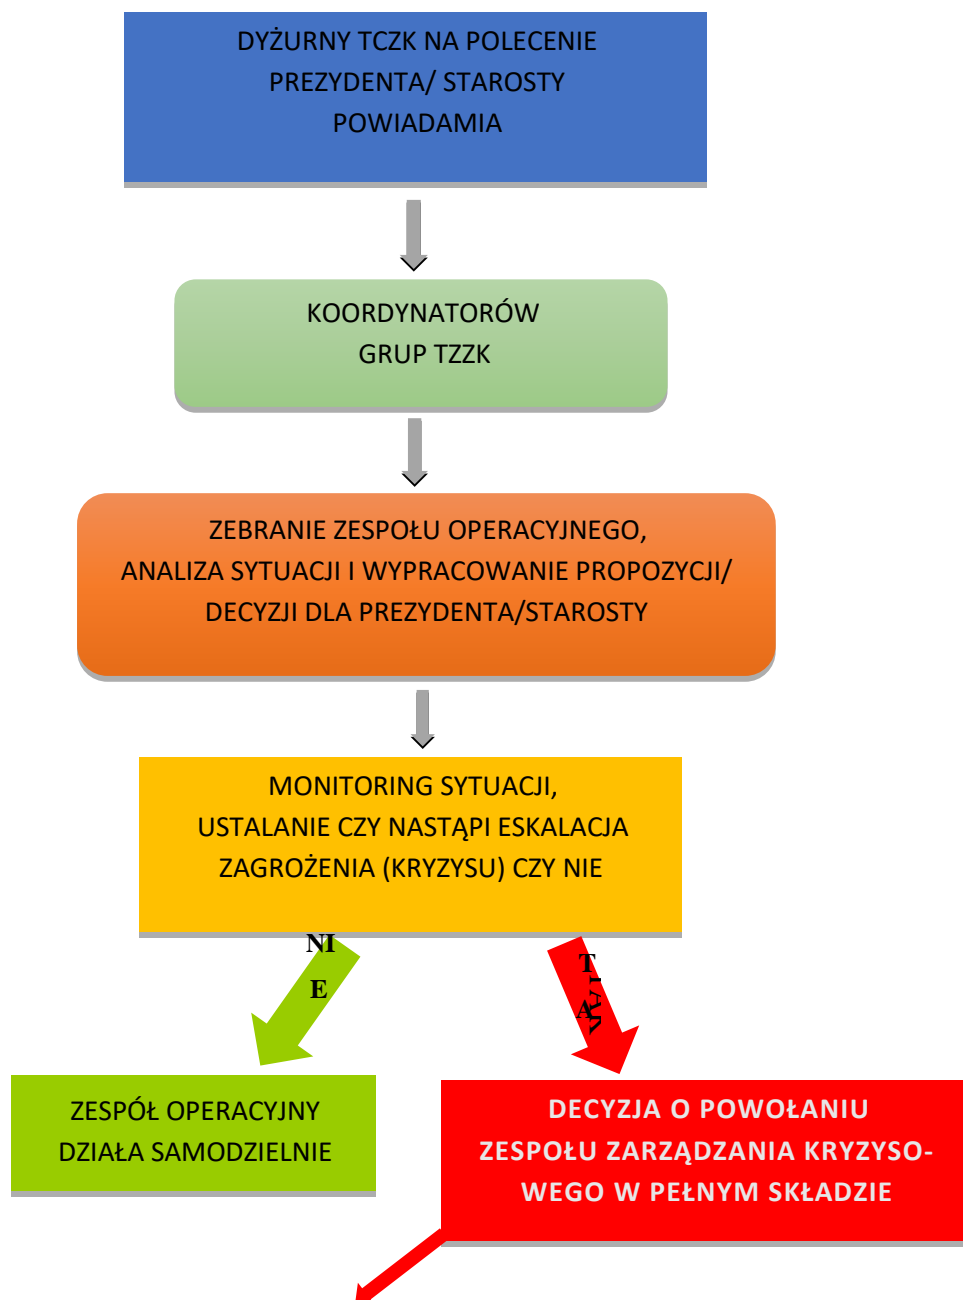 DYŻURNY TCZK NA POLECENIE
PREZYDENTA/ STAROSTY
POWIADAMIA
KOORDYNATORÓW
GRUP TZZK
ZEBRANIE ZESPOŁU OPERACYJNEGO,
ANALIZA SYTUACJI I WYPRACOWANIE PROPOZYCJI/
DECYZJI DLA PREZYDENTA/STAROSTY
MONITORING SYTUACJI,
USTALANIE CZY NASTĄPI ESKALACJA
ZAGROŻENIA (KRYZYSU) CZY NIE
NI
E
T
A
ZESPÓŁ OPERACYJNY
DZIAŁA SAMODZIELNIE
DECYZJA O POWOŁANIU
ZESPOŁU ZARZĄDZANIA KRYZYSO-
WEGO W PEŁNYM SKŁADZIE